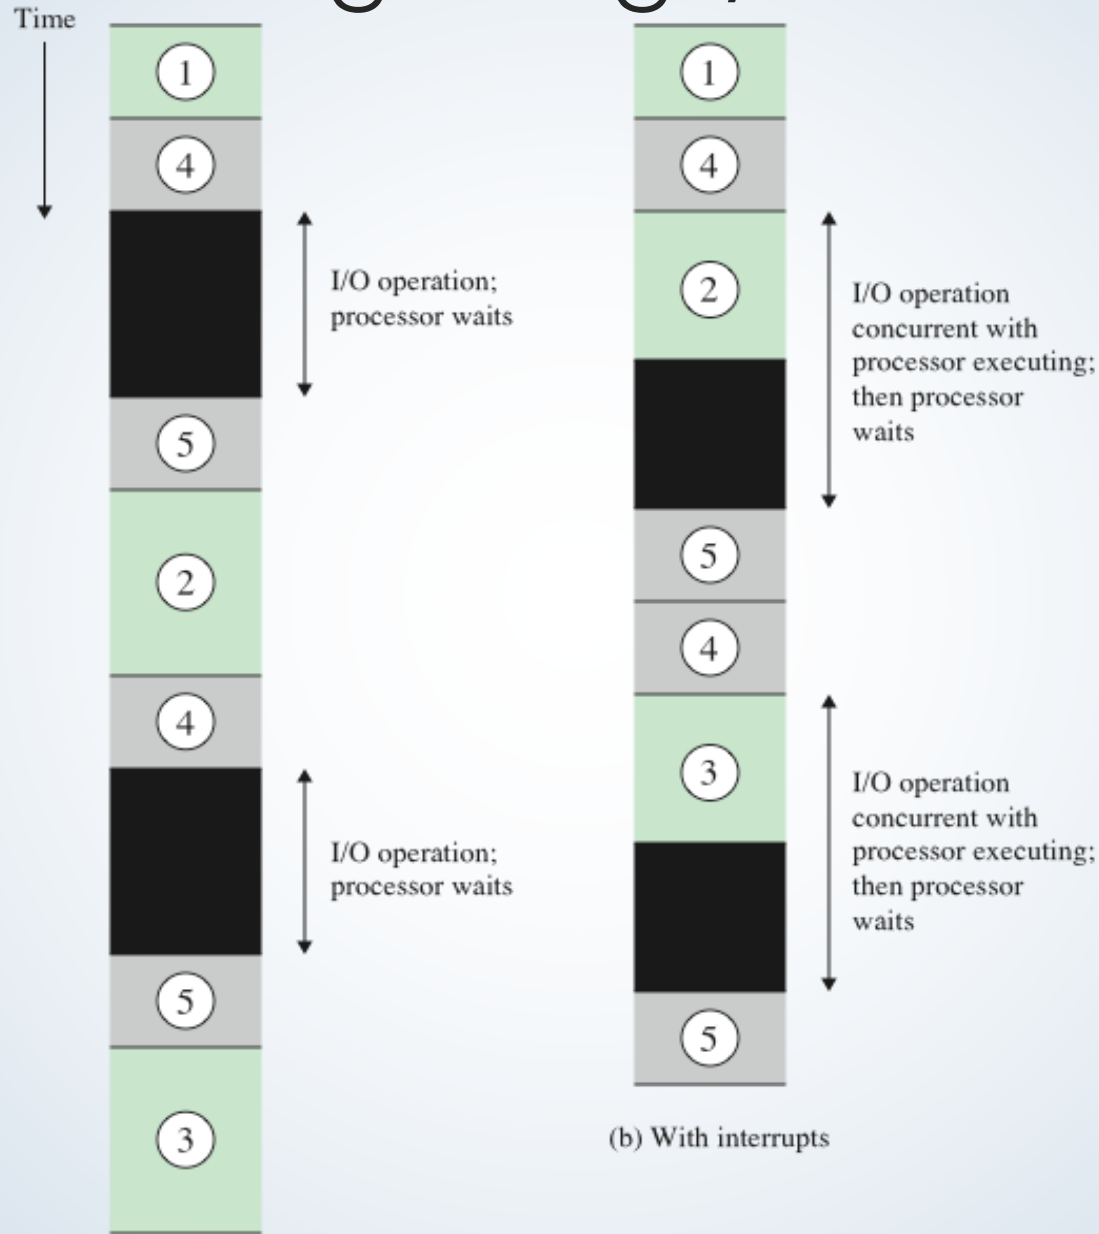 Time
1
4
I/O operation;
processor waits
5
2
4
I/O operation;
processor waits
5
3
1
4
2
I/O operation
concurrent with
processor executing;
then processor
waits
5
4
3
I/O operation
concurrent with
processor executing;
then processor
waits
5
(b) With interrupts